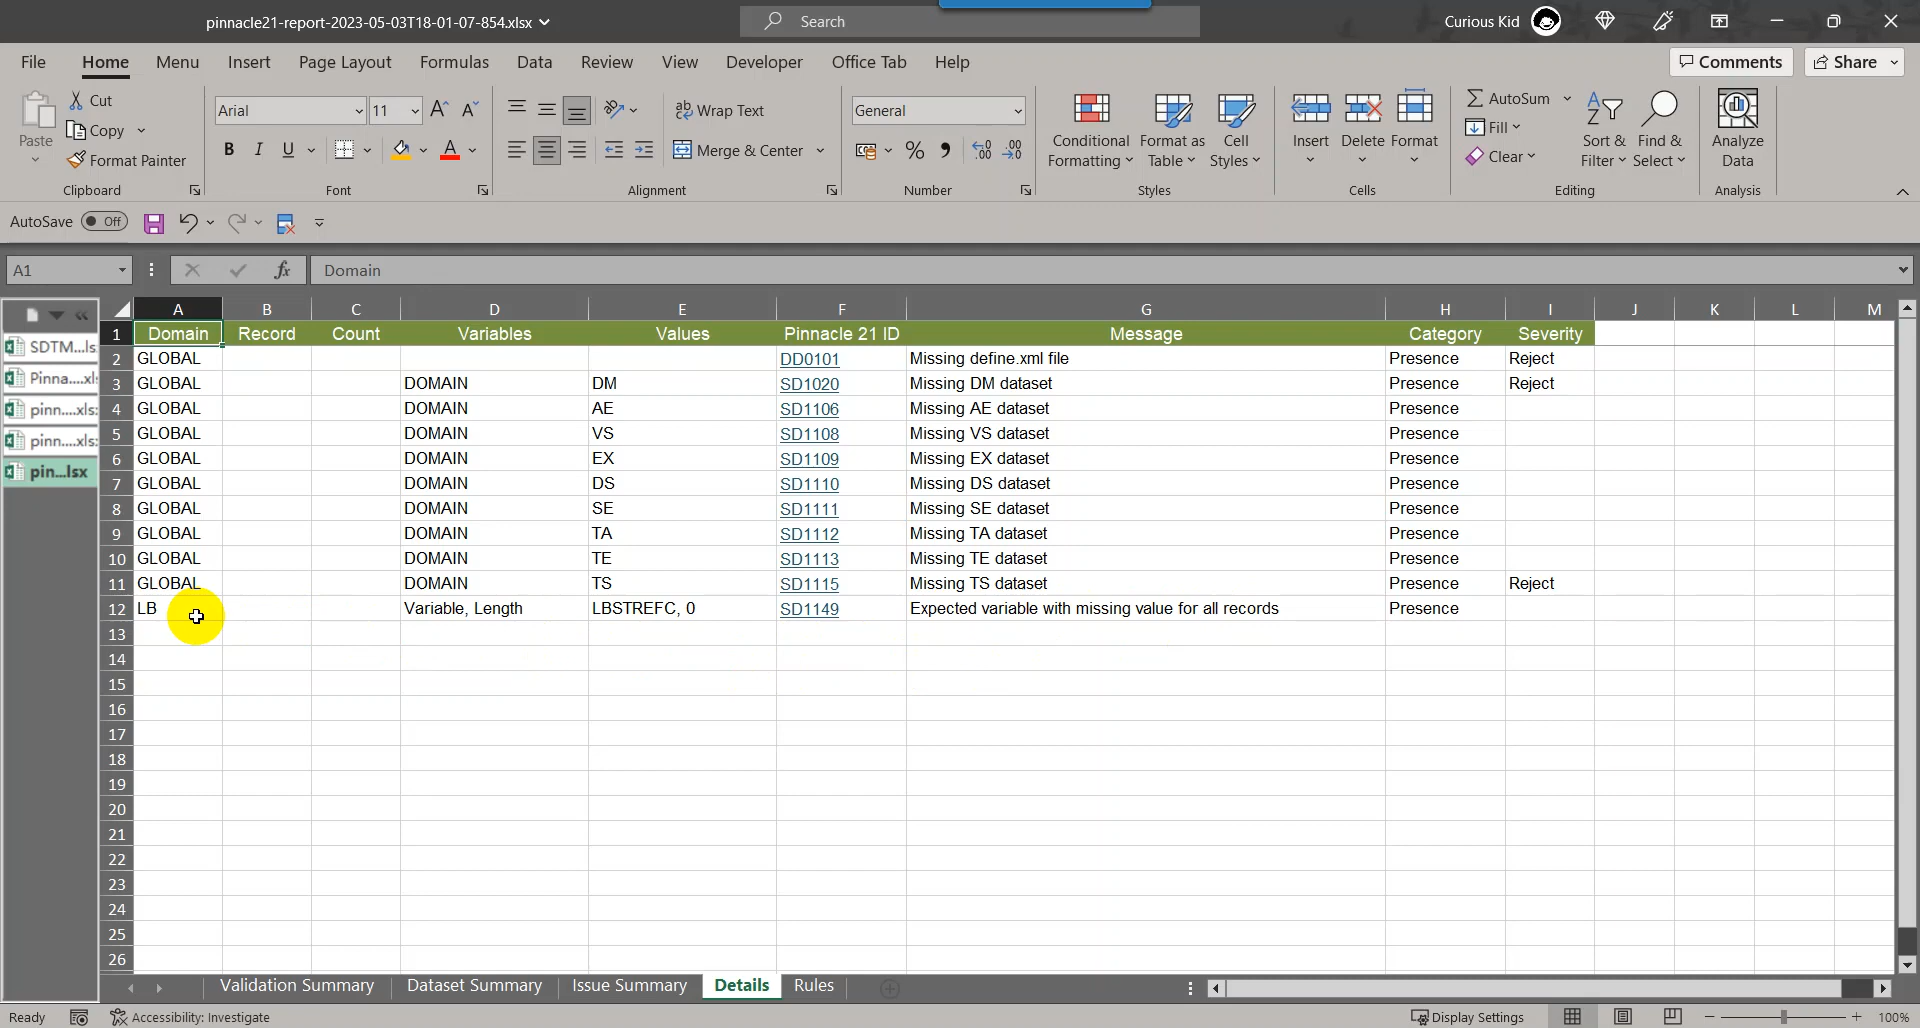 pinnacle21-report-2023-05-03T18-01-07-854.xlsx
Search
Curious Kid
File Home Menu Insert Page Layout Formulas Data Review View Developer Office Tab Help
Comments Share
Paste
Cut
Copy
Format Painter
Clipboard
Arial 11
B I U A
Font
ab Wrap Text
Merge & Center
Alignment
General
% 9
Number
Conditional Formatting
Format as Table
Cell Styles
Styles
Insert Delete Format
Cells
AutoSum
Fill
Clear
Sort & Filter
Find & Select
Editing
Analyze Data
Analysis
AutoSave Off
A1 fx Domain
SDTM...ls
Pinna....xl
pinn....xls
pinn....xls
pin...lsx
A B C D E F G H I J K L M
1 Domain Record Count Variables Values Pinnacle 21 ID Message Category Severity
2 GLOBAL DD0101 Missing define.xml file Presence Reject
3 GLOBAL DOMAIN DM SD1020 Missing DM dataset Presence Reject
4 GLOBAL DOMAIN AE SD1106 Missing AE dataset Presence
5 GLOBAL DOMAIN VS SD1108 Missing VS dataset Presence
6 GLOBAL DOMAIN EX SD1109 Missing EX dataset Presence
7 GLOBAL DOMAIN DS SD1110 Missing DS dataset Presence
8 GLOBAL DOMAIN SE SD1111 Missing SE dataset Presence
9 GLOBAL DOMAIN TA SD1112 Missing TA dataset Presence
10 GLOBAL DOMAIN TE SD1113 Missing TE dataset Presence
11 GLOBAL DOMAIN TS SD1115 Missing TS dataset Presence Reject
12 LB Variable, Length LBSTREFC, 0 SD1149 Expected variable with missing value for all records Presence
13
14
15
16
17
18
19
20
21
22
23
24
25
26
Validation Summary Dataset Summary Issue Summary Details Rules
Ready Accessibility: Investigate Display Settings 100%